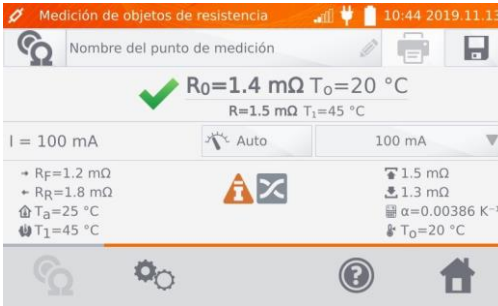 Medición de objetos de resistencia 10:44 2019.11.13
Nombre del punto de medición
R0=1.4 mΩ To=20 °C
R=1.5 mΩ T1=45 °C
I = 100 mA Auto 100 mA
RF=1.2 mΩ 1.5 mΩ
RR=1.8 mΩ 1.3 mΩ
Ta=25 °C α=0.00386 K⁻¹
T1=45 °C To=20 °C